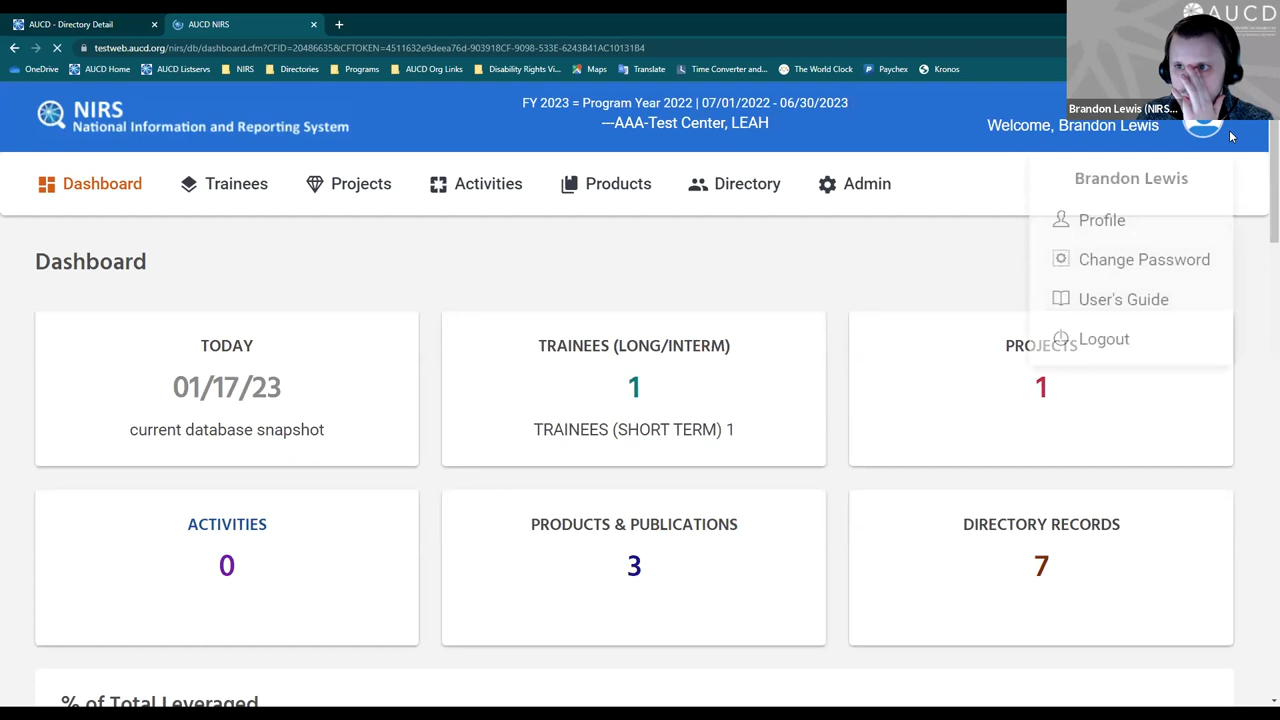 AUCD - Directory Detail
AUCD NIRS
testweb.aucd.org/nirs/db/dashboard.cfm?CFID=20486635&CFTOKEN=4511632e9deea76d-903918CF-9098-533E-6243B41AC1013184
OneDrive AUCD Home AUCD Listservs NIRS Directories Programs AUCD Org Links Disability Rights Vi... Maps Translate Time Converter and... The World Clock Paychex Kronos
AUCD
Brandon Lewis (NIRS...
NIRS
National Information and Reporting System
FY 2023 = Program Year 2022 | 07/01/2022 - 06/30/2023
---AAA-Test Center, LEAH
Welcome, Brandon Lewis
Dashboard Trainees Projects Activities Products Directory Admin
Brandon Lewis
Profile
Change Password
User's Guide
Logout
Dashboard
TODAY
01/17/23
current database snapshot
TRAINEES (LONG/INTERM)
1
TRAINEES (SHORT TERM) 1
PROJECTS
1
ACTIVITIES
0
PRODUCTS & PUBLICATIONS
3
DIRECTORY RECORDS
7
% of Total Leveraged